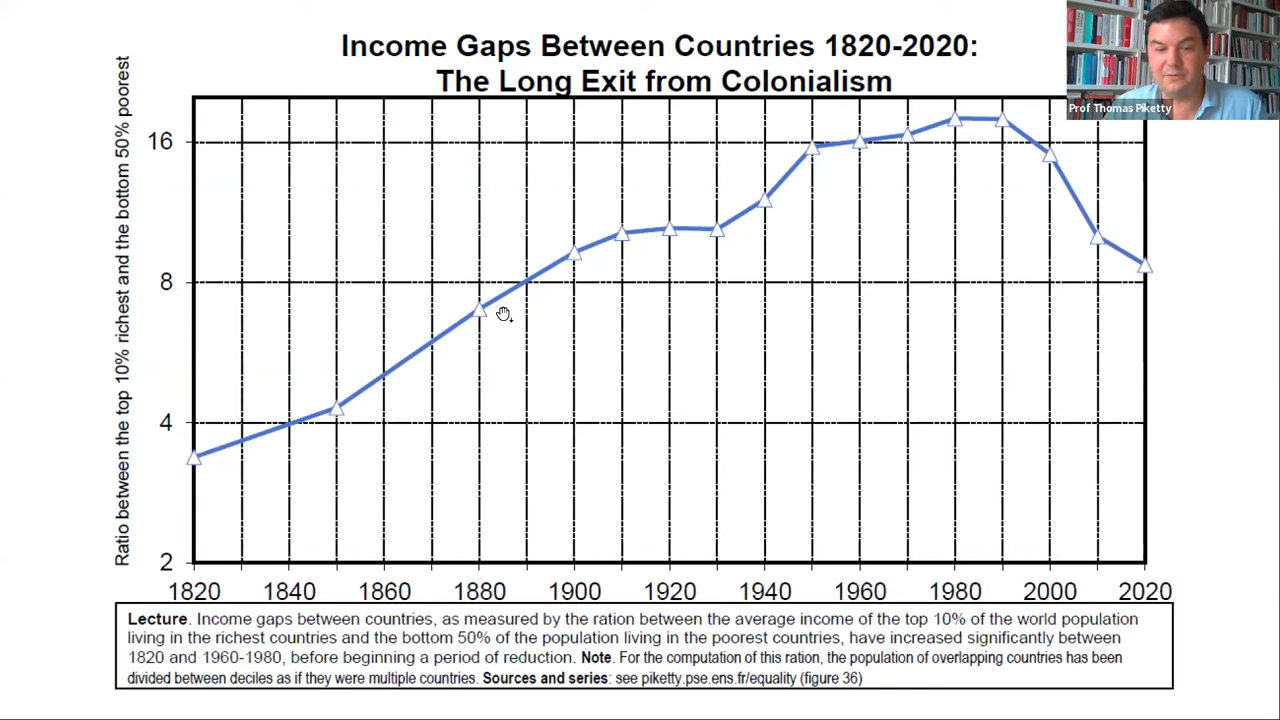 Income Gaps Between Countries 1820-2020:
The Long Exit from Colonialism
Prof Thomas Piketty
Ratio between the top 10% richest and the bottom 50% poorest
16
8
4
2
1820 1840 1860 1880 1900 1920 1940 1960 1980 2000 2020
Lecture. Income gaps between countries, as measured by the ration between the average income of the top 10% of the world population
living in the richest countries and the bottom 50% of the population living in the poorest countries, have increased significantly between
1820 and 1960-1980, before beginning a period of reduction. Note. For the computation of this ration, the population of overlapping countries has been
divided between deciles as if they were multiple countries. Sources and series: see piketty.pse.ens.fr/equality (figure 36)